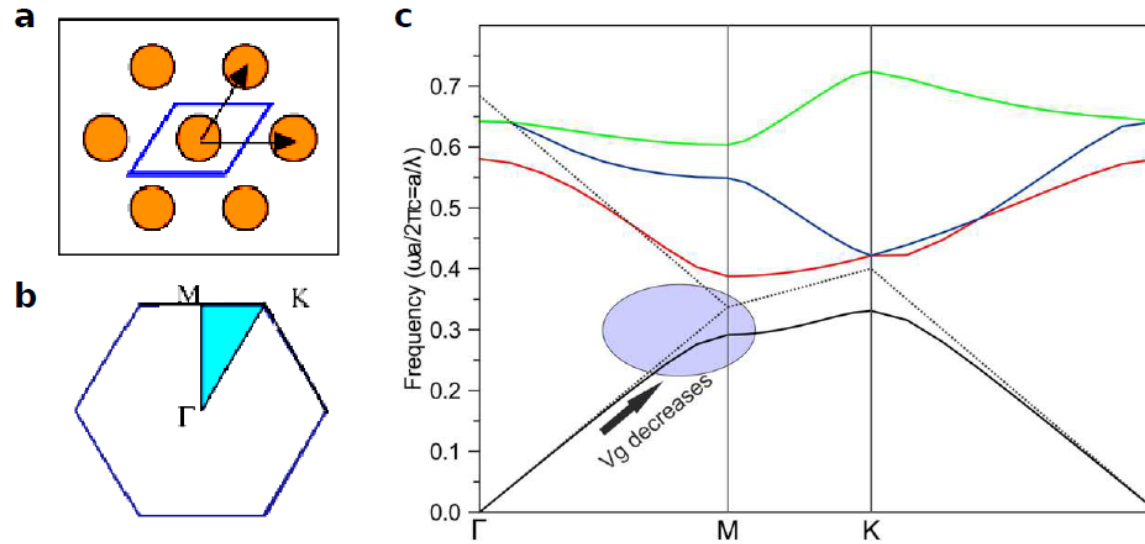 a
b
M
K
Γ
c
Frequency (ωa/2πc=a/λ)
0.7
0.6
0.5
0.4
0.3
0.2
0.1
0.0
Vg decreases
Γ
M
K